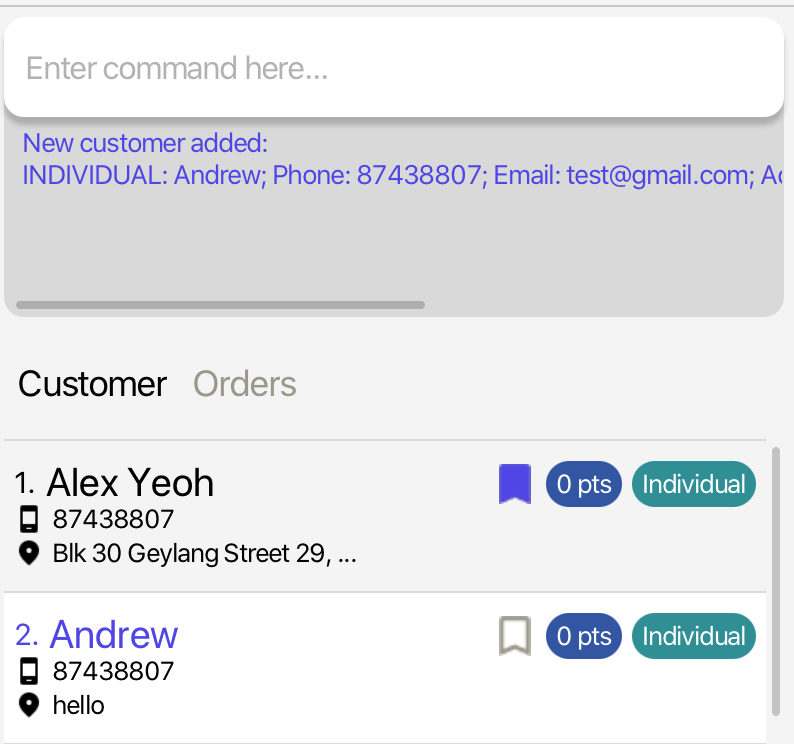 Enter command here...
New customer added:
INDIVIDUAL: Andrew; Phone: 87438807; Email: test@gmail.com;
Customer Orders
1. Alex Yeoh 0 pts Individual
87438807
Blk 30 Geylang Street 29, ...
2. Andrew 0 pts Individual
87438807
hello